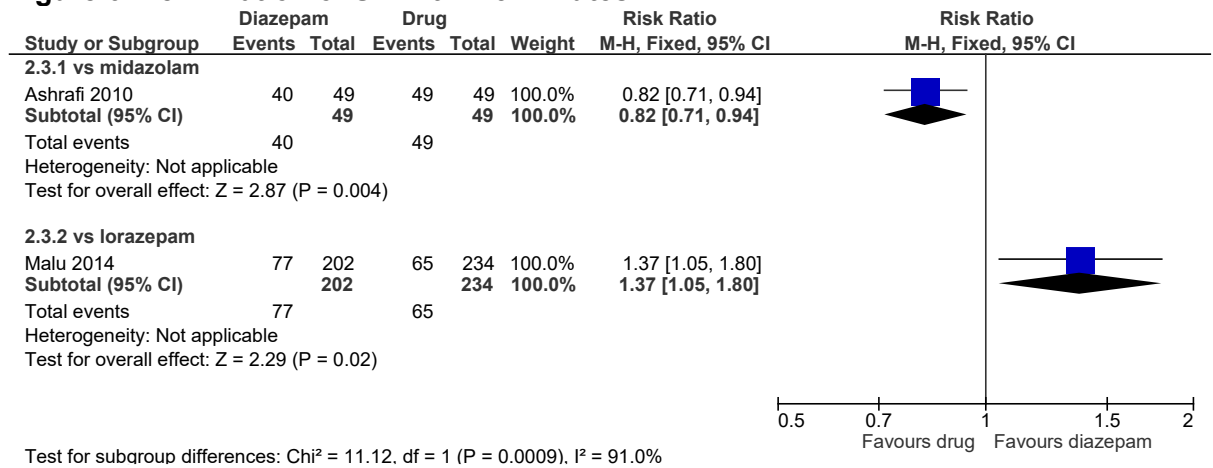 Diazepam Drug Risk Ratio Risk Ratio
Study or Subgroup Events Total Events Total Weight M-H, Fixed, 95% CI M-H, Fixed, 95% CI
2.3.1 vs midazolam
Ashrafi 2010 40 49 49 49 100.0% 0.82 [0.71, 0.94]
Subtotal (95% CI) 49 49 100.0% 0.82 [0.71, 0.94]
Total events 40 49
Heterogeneity: Not applicable
Test for overall effect: Z = 2.87 (P = 0.004)
2.3.2 vs lorazepam
Malu 2014 77 202 65 234 100.0% 1.37 [1.05, 1.80]
Subtotal (95% CI) 202 234 100.0% 1.37 [1.05, 1.80]
Total events 77 65
Heterogeneity: Not applicable
Test for overall effect: Z = 2.29 (P = 0.02)
0.5 0.7 1 1.5 2
Favours drug Favours diazepam
Test for subgroup differences: Chi² = 11.12, df = 1 (P = 0.0009), I² = 91.0%